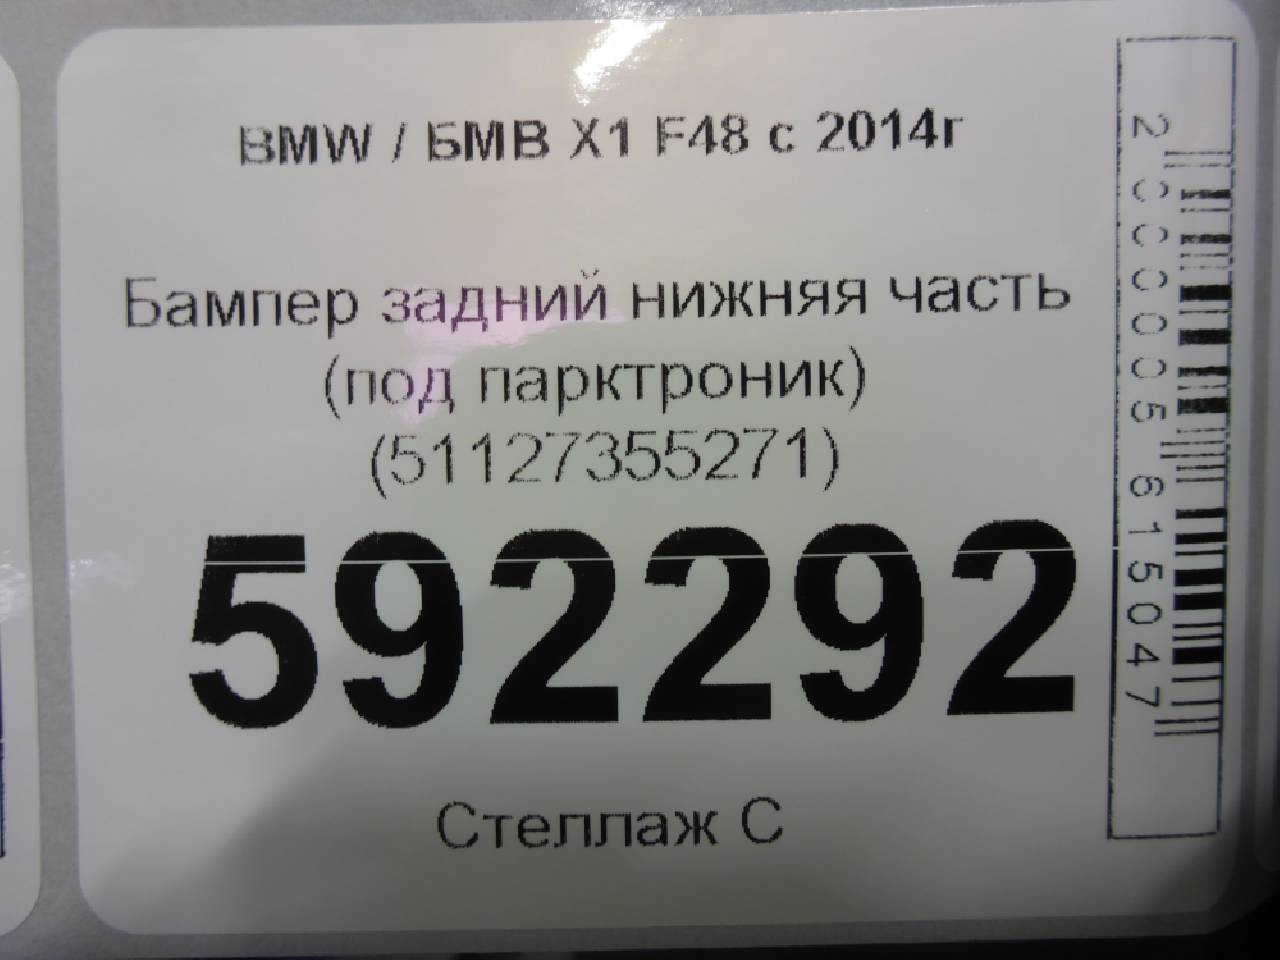 BMW / БМВ X1 F48 с 2014г
Бампер задний нижняя часть
(под парктроник)
(51127355271)
592292
Стеллаж С
2000005615047